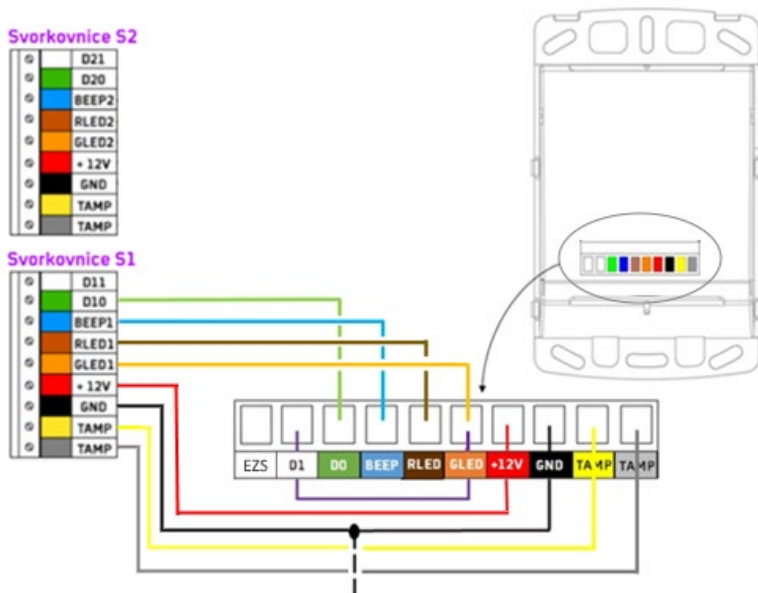 Svorkovnice S2
D21
D20
BEEP2
RLED2
GLED2
+ 12V
GND
TAMP
TAMP
Svorkovnice S1
D11
D10
BEEP1
RLED1
GLED1
+ 12V
GND
TAMP
TAMP
EZS D1 D0 BEEP RLED GLED +12V GND TAMP TAMP